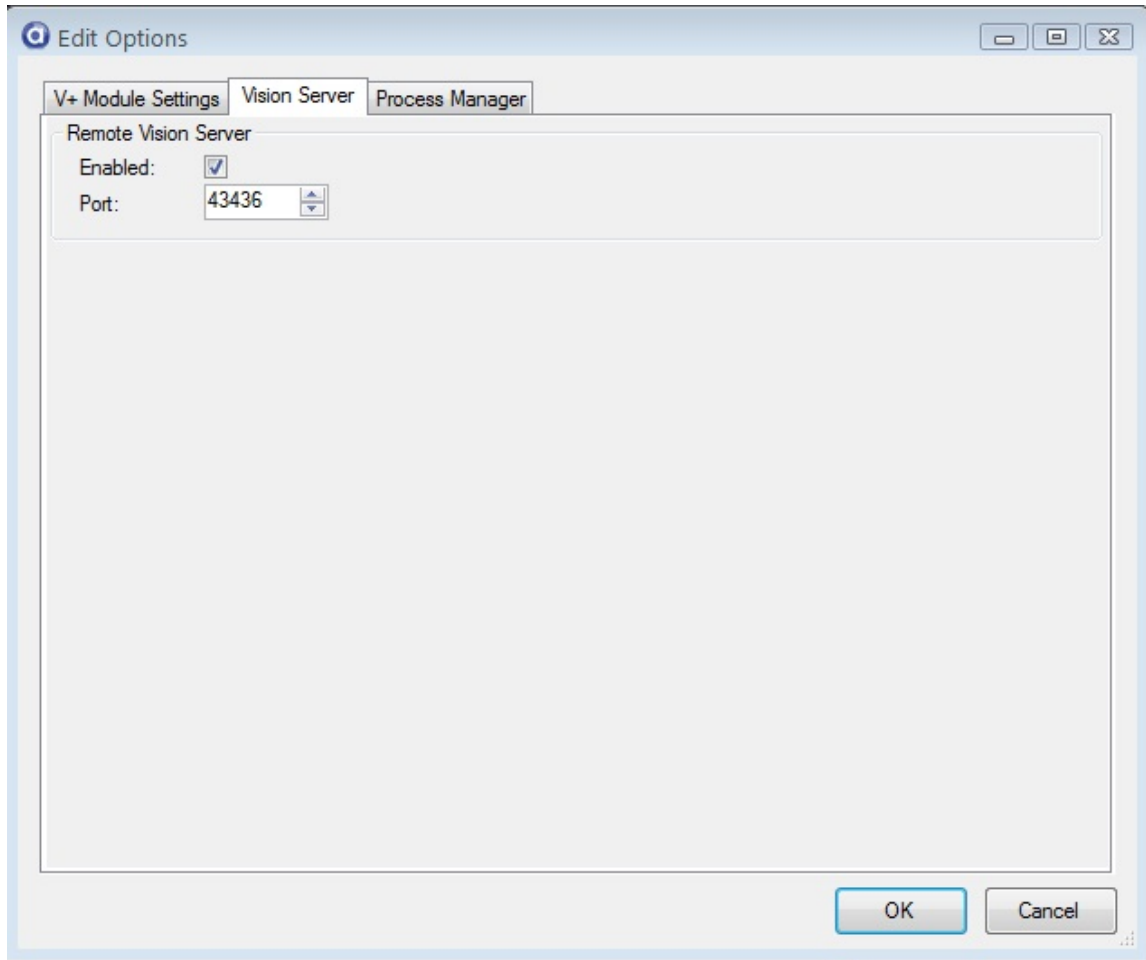 Edit Options
V+ Module Settings Vision Server Process Manager
Remote Vision Server
Enabled:
Port: 43436
OK Cancel